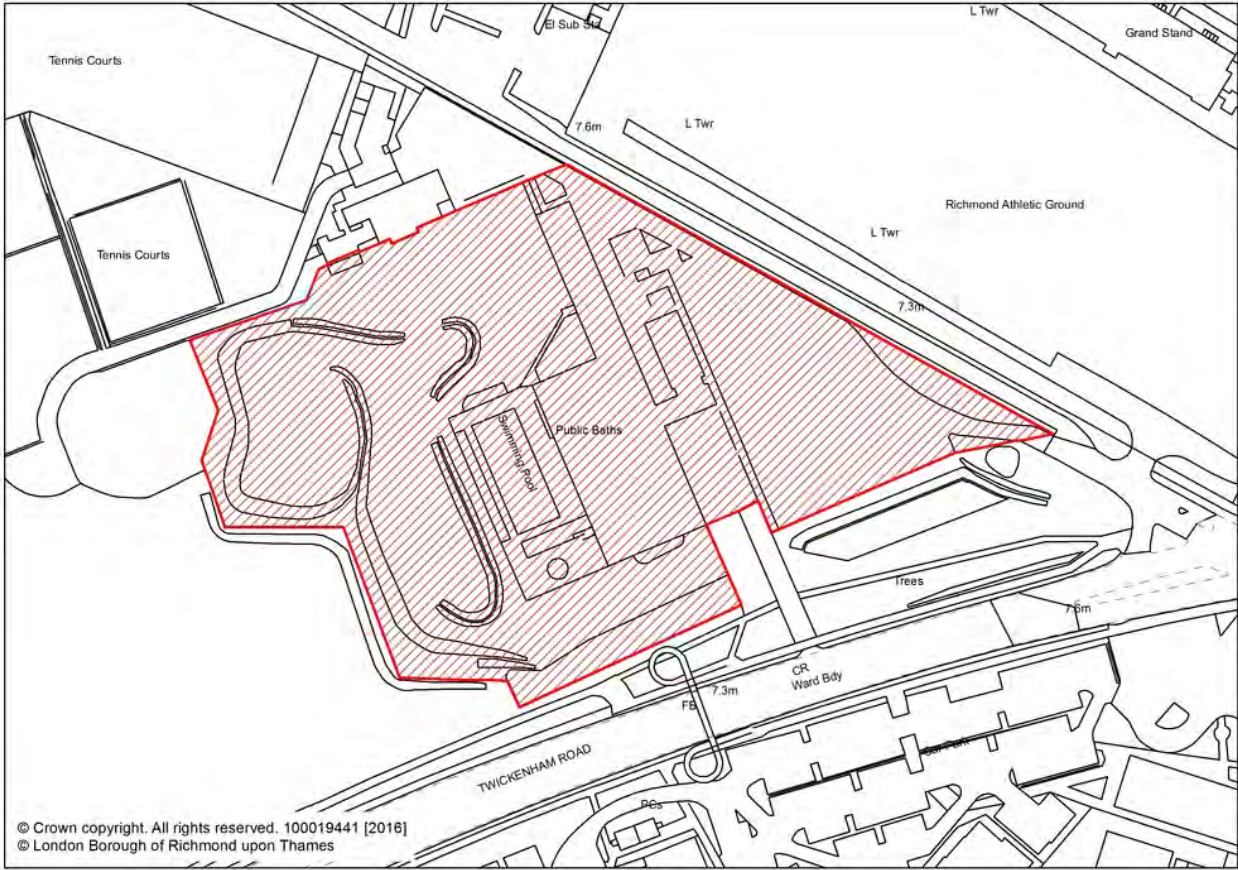 L Twr
El Sub Sta
Grand Stand
Tennis Courts
7.6m
L Twr
Richmond Athletic Ground
L Twr
Tennis Courts
7.3m
Swimming Pool
Public Baths
Trees
7.6m
CR
Ward Bdy
7.3m
FB
TWICKENHAM ROAD
Car Park
PCs
© Crown copyright. All rights reserved. 100019441 [2016]
© London Borough of Richmond upon Thames